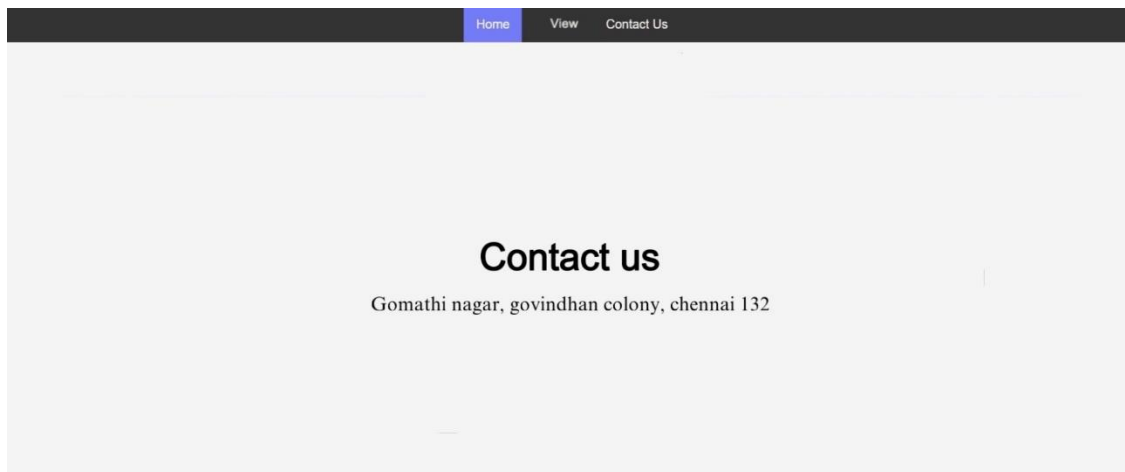 Home View Contact Us
Contact us
Gomathi nagar, govindhan colony, chennai 132